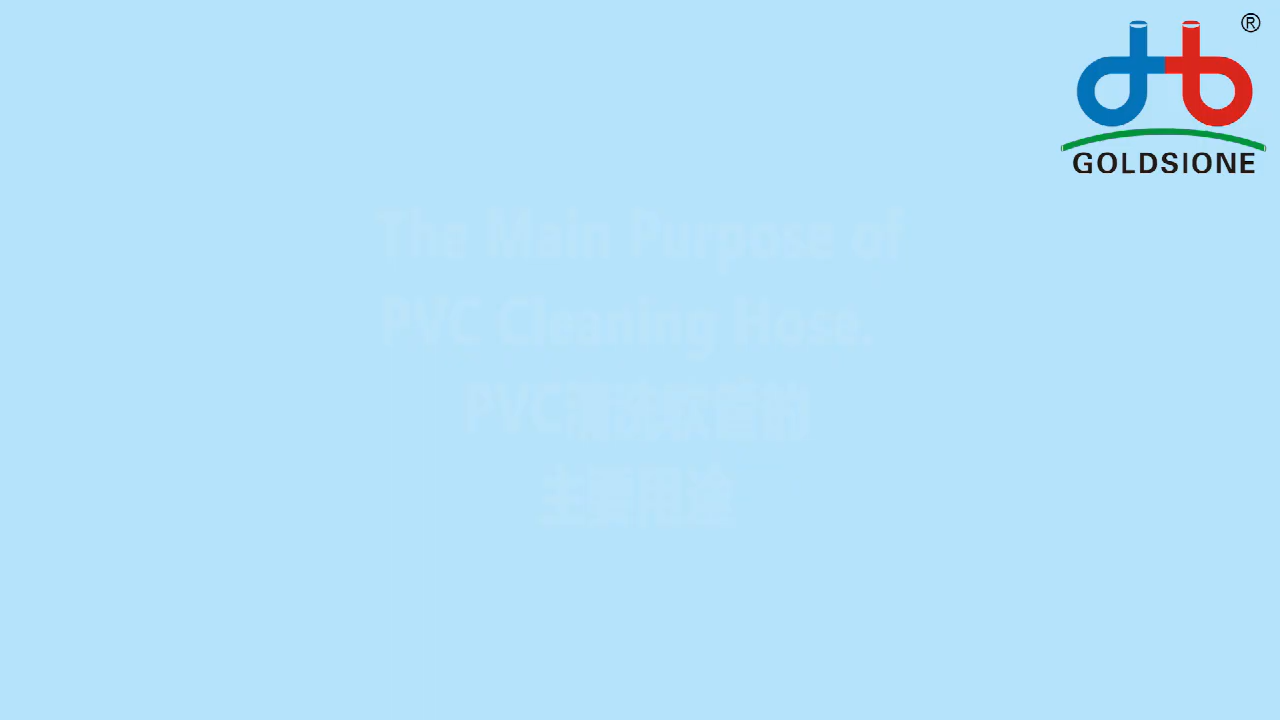 ®
GOLDSIONE
The Main Purpose of
PVC Cleaning Hose.
PVC清洗软管的
主要用途